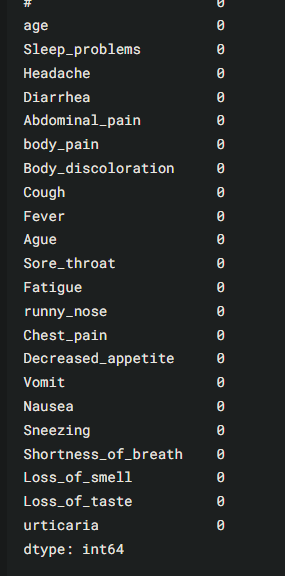 # 0
age 0
Sleep_problems 0
Headache 0
Diarrhea 0
Abdominal_pain 0
body_pain 0
Body_discoloration 0
Cough 0
Fever 0
Ague 0
Sore_throat 0
Fatigue 0
runny_nose 0
Chest_pain 0
Decreased_appetite 0
Vomit 0
Nausea 0
Sneezing 0
Shortness_of_breath 0
Loss_of_smell 0
Loss_of_taste 0
urticaria 0
dtype: int64